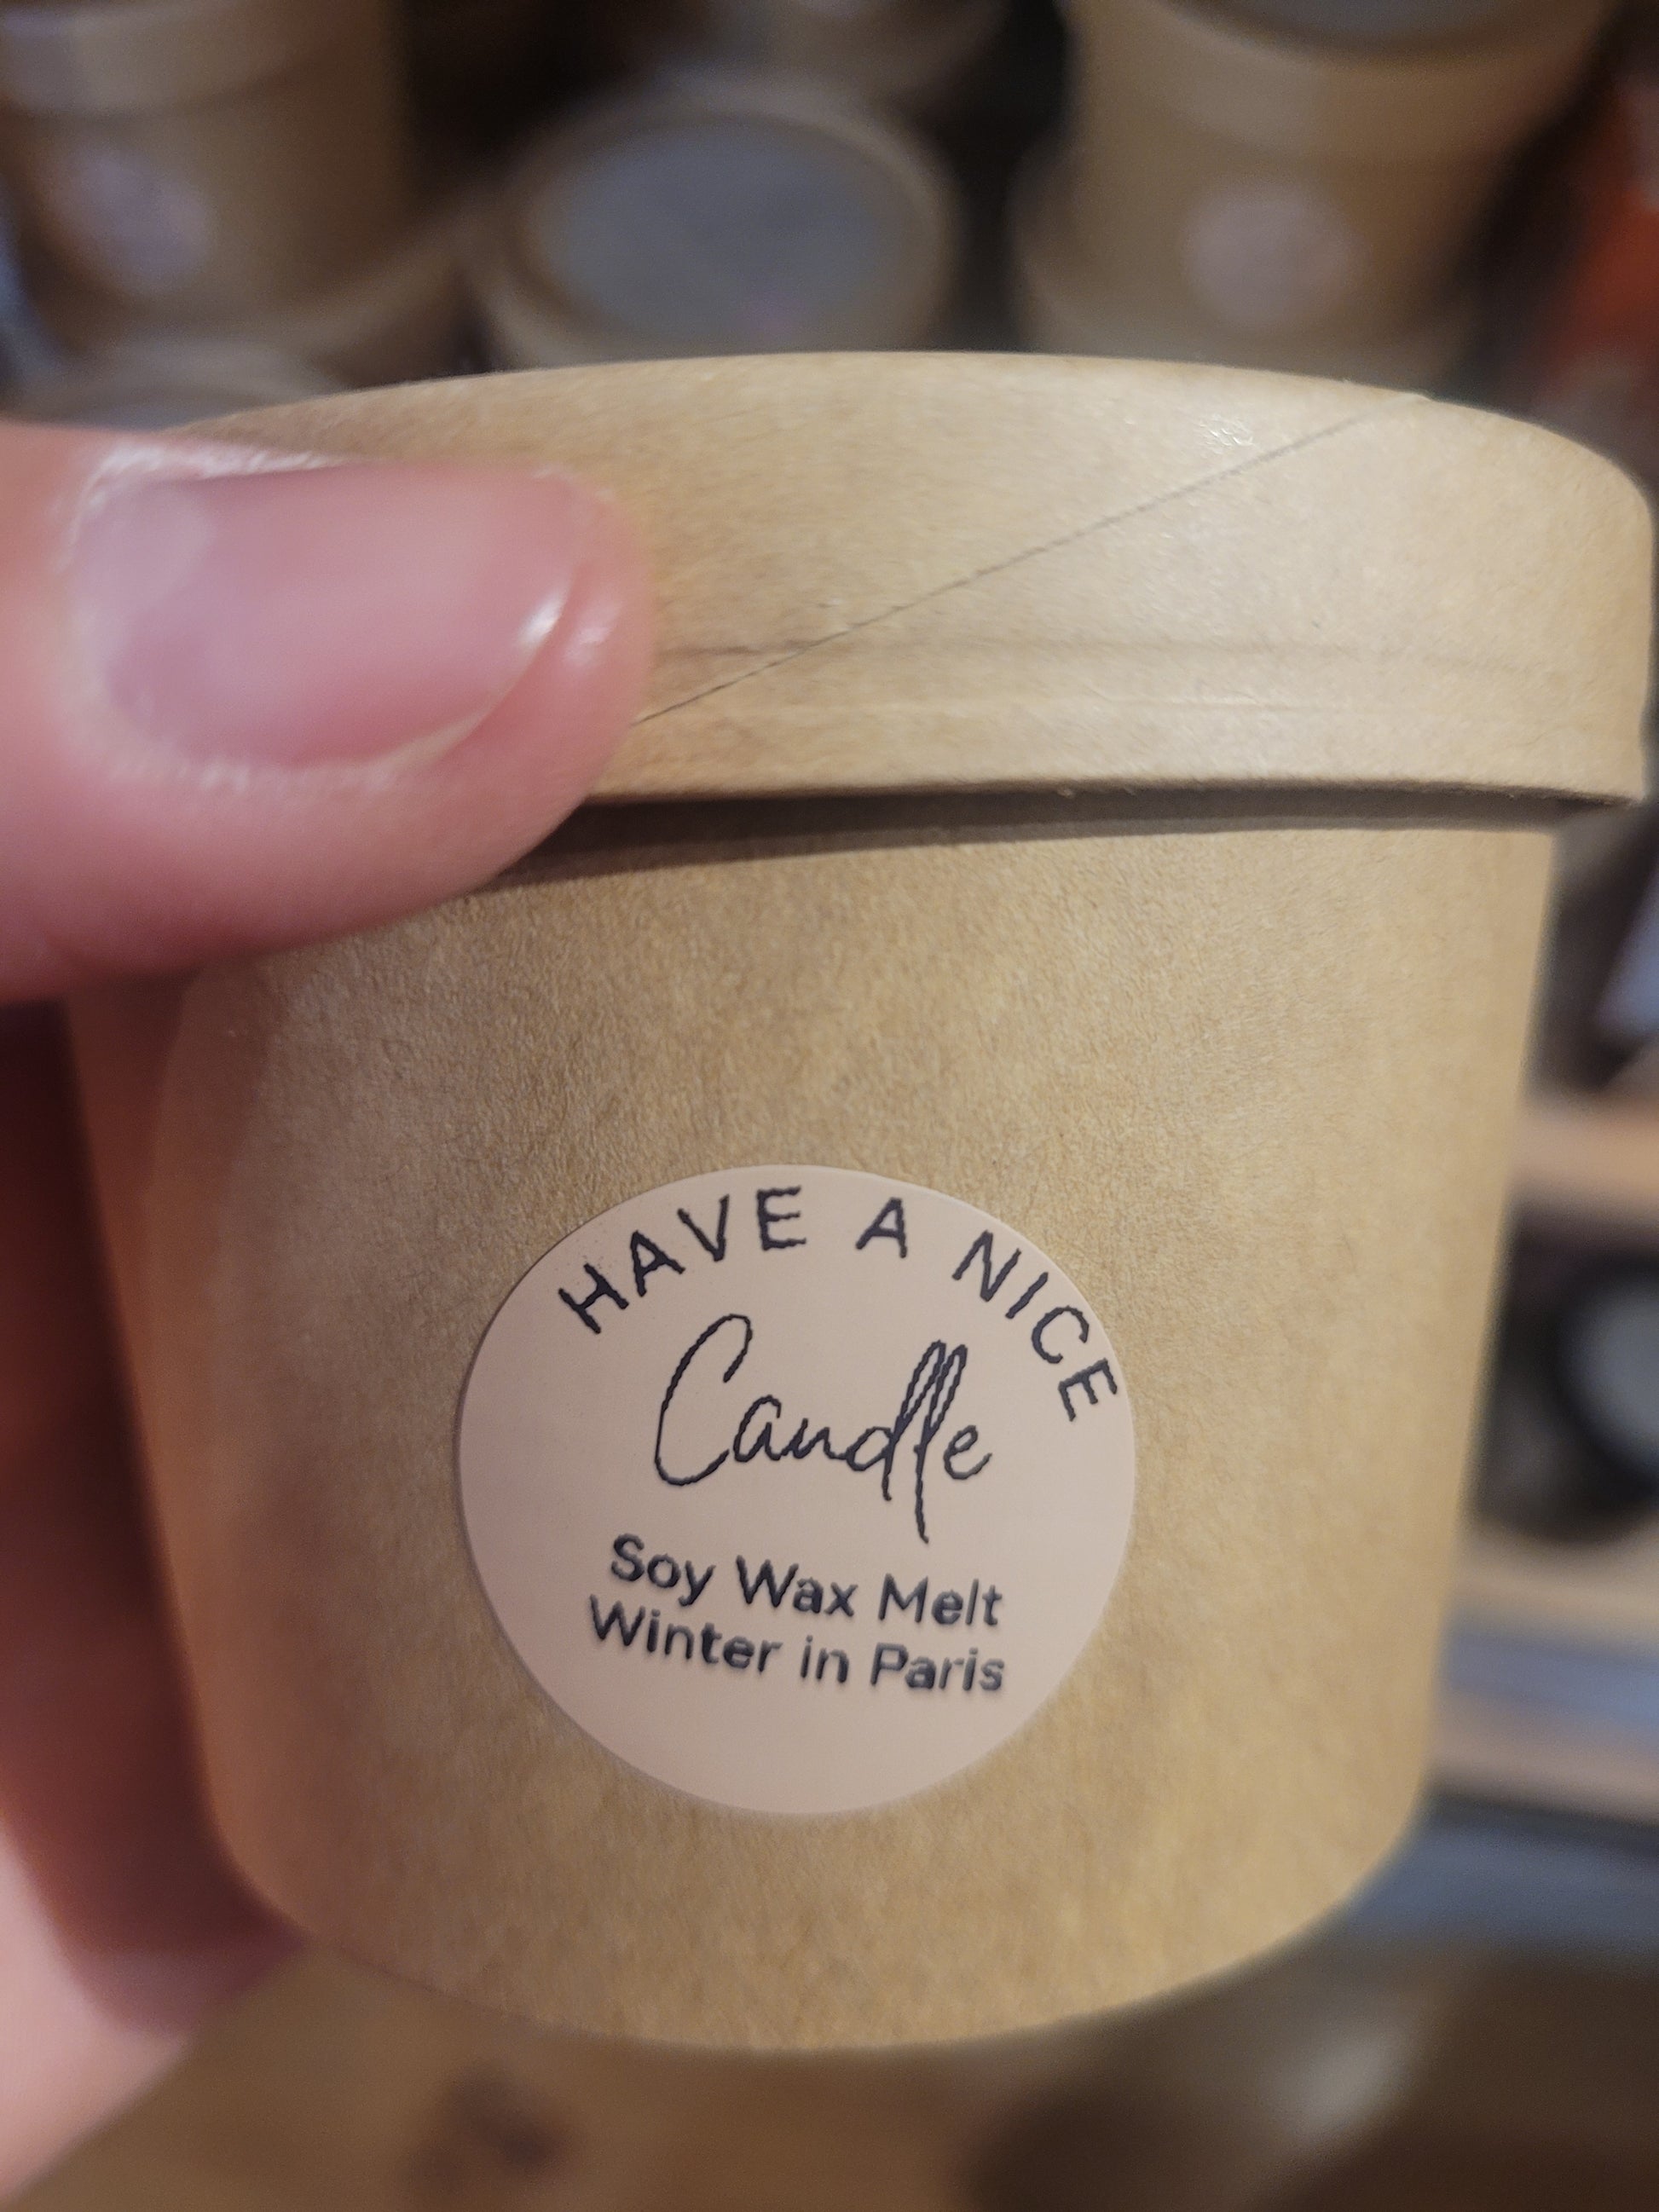 HAVE A NICE
Candle
Soy Wax Melt
Winter in Paris